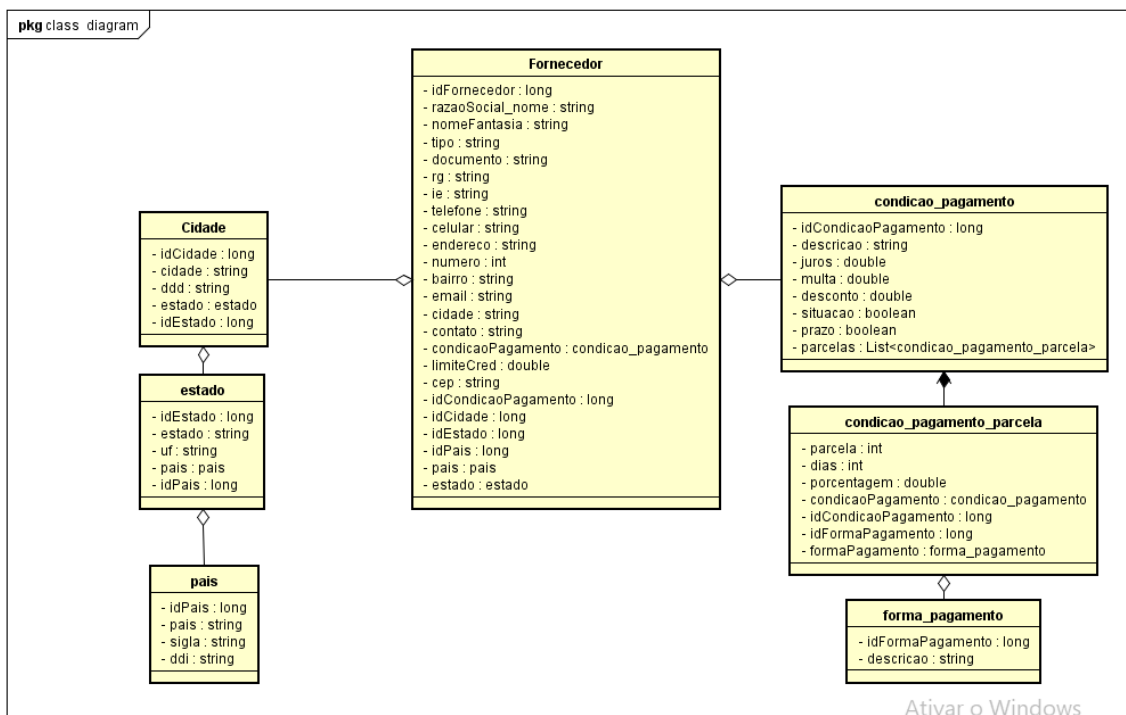 pkg class diagram
Fornecedor
- idFornecedor : long
- razaoSocial_nome : string
- nomeFantasia : string
- tipo : string
- documento : string
- rg : string
- ie : string
- telefone : string
- celular : string
- endereco : string
- numero : int
- bairro : string
- email : string
- cidade : string
- contato : string
- condicaoPagamento : condicao_pagamento
- limiteCred : double
- cep : string
- idCondicaoPagamento : long
- idCidade : long
- idEstado : long
- idPais : long
- pais : pais
- estado : estado
Cidade
- idCidade : long
- cidade : string
- ddd : string
- estado : estado
- idEstado : long
estado
- idEstado : long
- estado : string
- uf : string
- pais : pais
- idPais : long
pais
- idPais : long
- pais : string
- sigla : string
- ddi : string
condicao_pagamento
- idCondicaoPagamento : long
- descricao : string
- juros : double
- multa : double
- desconto : double
- situacao : boolean
- prazo : boolean
- parcelas : List<condicao_pagamento_parcela>
condicao_pagamento_parcela
- parcela : int
- dias : int
- porcentagem : double
- condicaoPagamento : condicao_pagamento
- idCondicaoPagamento : long
- idFormaPagamento : long
- formaPagamento : forma_pagamento
forma_pagamento
- idFormaPagamento : long
- descricao : string
Ativar o Windows